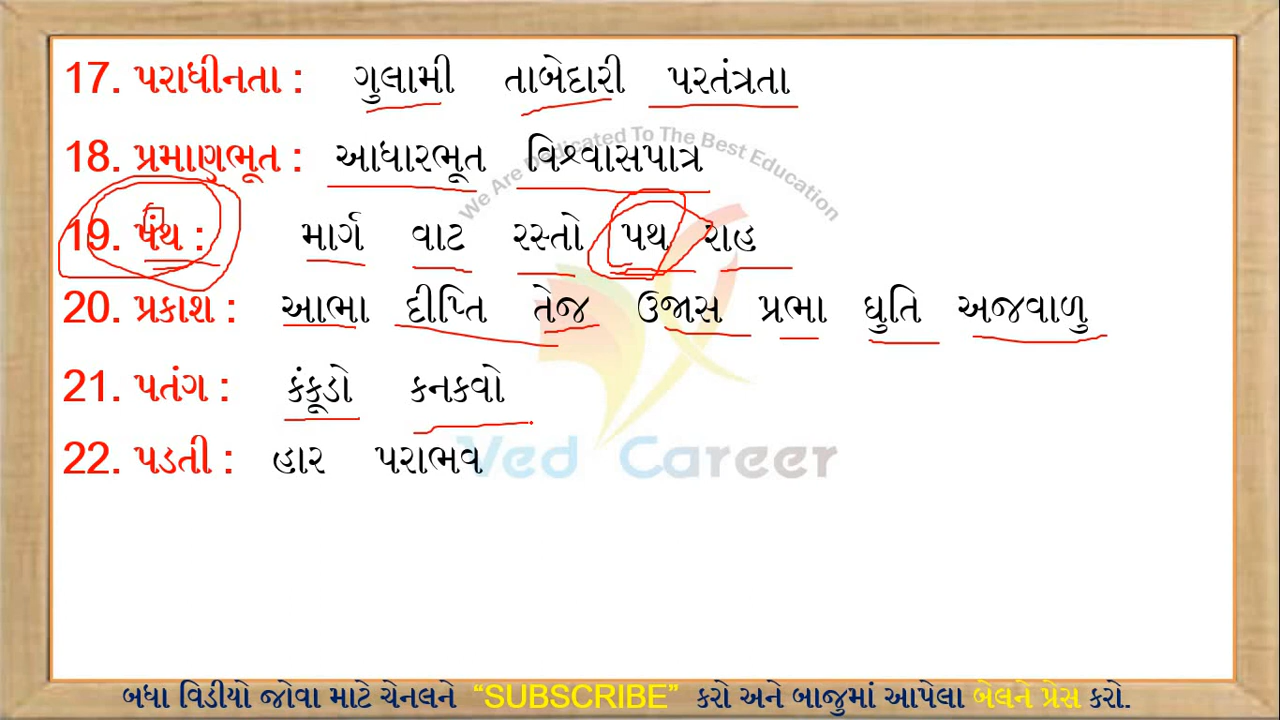 17. પરાધીનતા : ગુલામી તાબેદારી પરતંત્રતા
18. પ્રમાણભૂત : આધારભૂત વિશ્વાસપાત્ર
We Are Dedicated To The Best Education
19. પંથ : માર્ગ વાટ રસ્તો પથ રાહ
20. પ્રકાશ : આભા દીપ્તિ તેજ ઉજાસ પ્રભા ધુતિ અજવાળુ
21. પતંગ : કંકૂડો કનકવો
Ved Career
22. પડતી : હાર પરાભવ
બધા વિડીયો જોવા માટે ચેનલને “SUBSCRIBE” કરો અને બાજુમાં આપેલા બેલને પ્રેસ કરો.